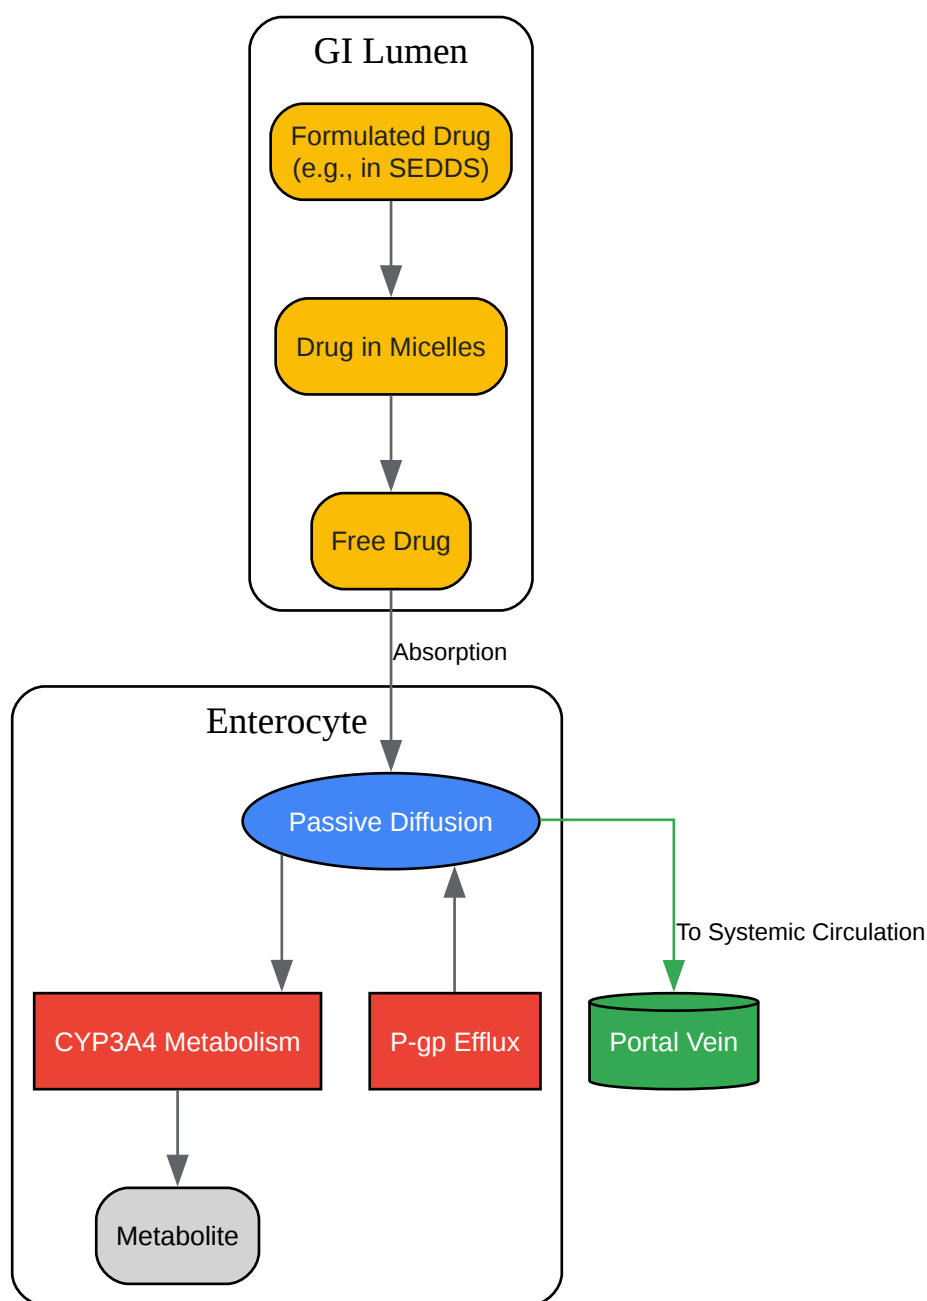 GI Lumen
Formulated Drug
(e.g., in SEDDS)
Drug in Micelles
Free Drug
Absorption
Enterocyte
Passive Diffusion
To Systemic Circulation
CYP3A4 Metabolism
P-gp Efflux
Portal Vein
Metabolite